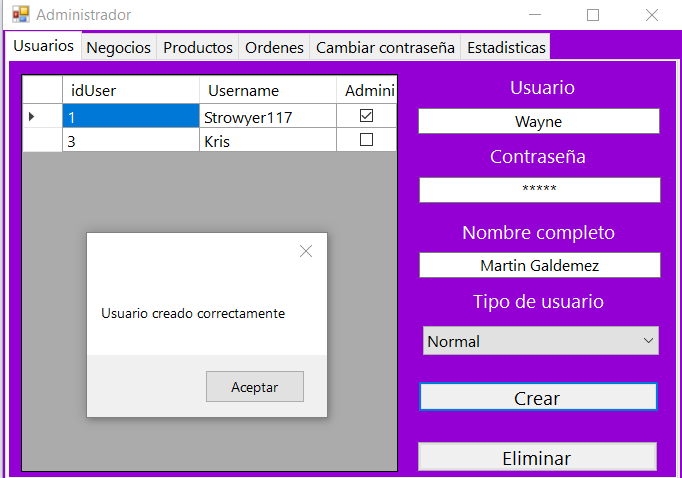 Administrador
Usuarios Negocios Productos Ordenes Cambiar contraseña Estadisticas
idUser Username Admini
1 Strowyer117
3 Kris
Usuario creado correctamente
Aceptar
Usuario
Wayne
Contraseña
*****
Nombre completo
Martin Galdemez
Tipo de usuario
Normal
Crear
Eliminar